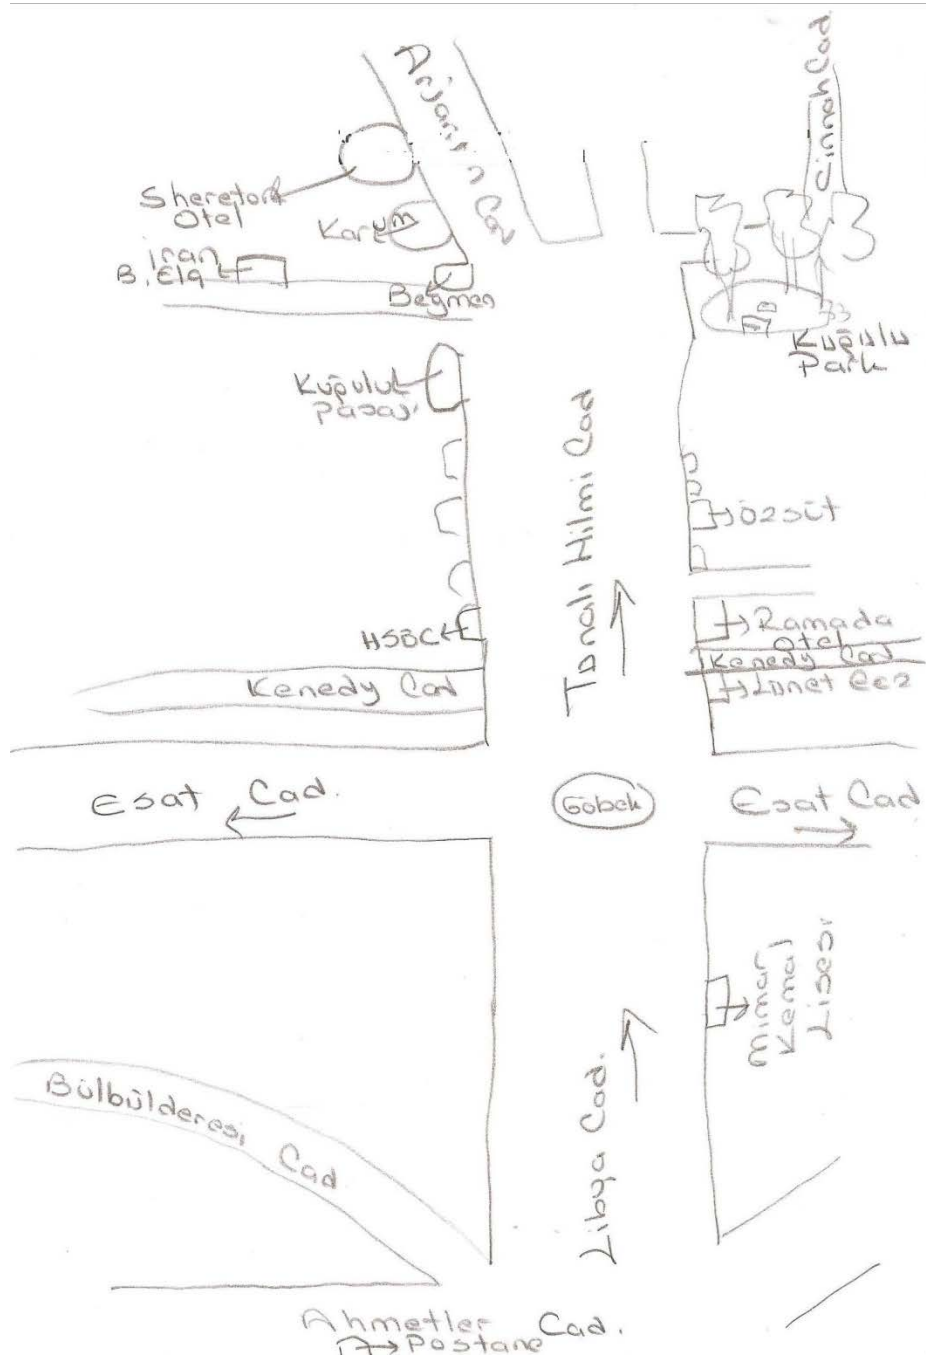 Cinnah Cad
Arjantin Cad
Shereton
Otel
Karum
iran
B. Elç
Begmen
Kuğulu
Park
Kuğulu
Pasajı
Tunalı Hilmi Cad
özsüt
HSBC
Ramada
Otel
Kenedy Cad
Kenedy Cad
Esat Cad.
Göbek
Esat Cad
Mimar
Kemal
Lisesi
Libya Cad.
Bülbülderesi Cad
Ahmetler Cad.
Postane